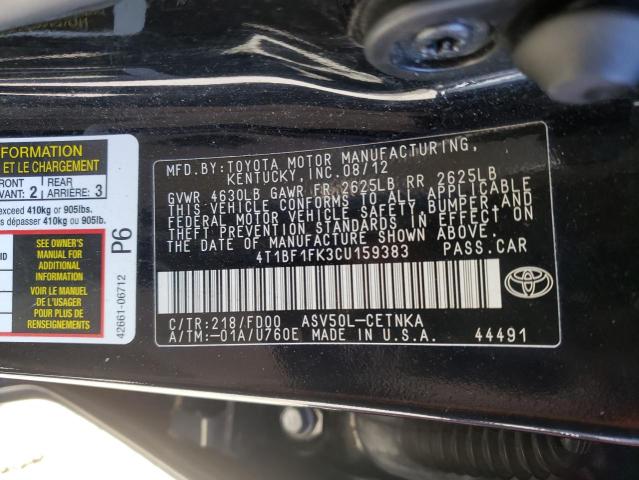 FORMATION
ET LE CHARGEMENT
FRONT
VANT: 2
REAR
ARRIÈRE: 3
exceed 410kg or 905lbs.
s dépasser 410kg ou 905lb.
SEE OWNER'S
MANUAL FOR
ADDITIONAL
INFORMATION
VOIR LE MANUEL
DE L'USAGER
POUR PLUS DE
RENSEIGNEMENTS
P6
42661-06712
MFD.BY:TOYOTA MOTOR MANUFACTURING,
KENTUCKY, INC.08/12
GVWR 4630LB GAWR FR 2625LB RR 2625LB
THIS VEHICLE CONFORMS TO ALL APPLICABLE
FEDERAL MOTOR VEHICLE SAFETY, BUMPER, AND
THEFT PREVENTION STANDARDS IN EFFECT ON
THE DATE OF MANUFACTURE SHOWN ABOVE.
4T1BF1FK3CU159383 PASS.CAR
C/TR:218/FD00 ASV50L-CETNKA
A/TM:-01A/U760E MADE IN U.S.A. 44491
TOYOTA